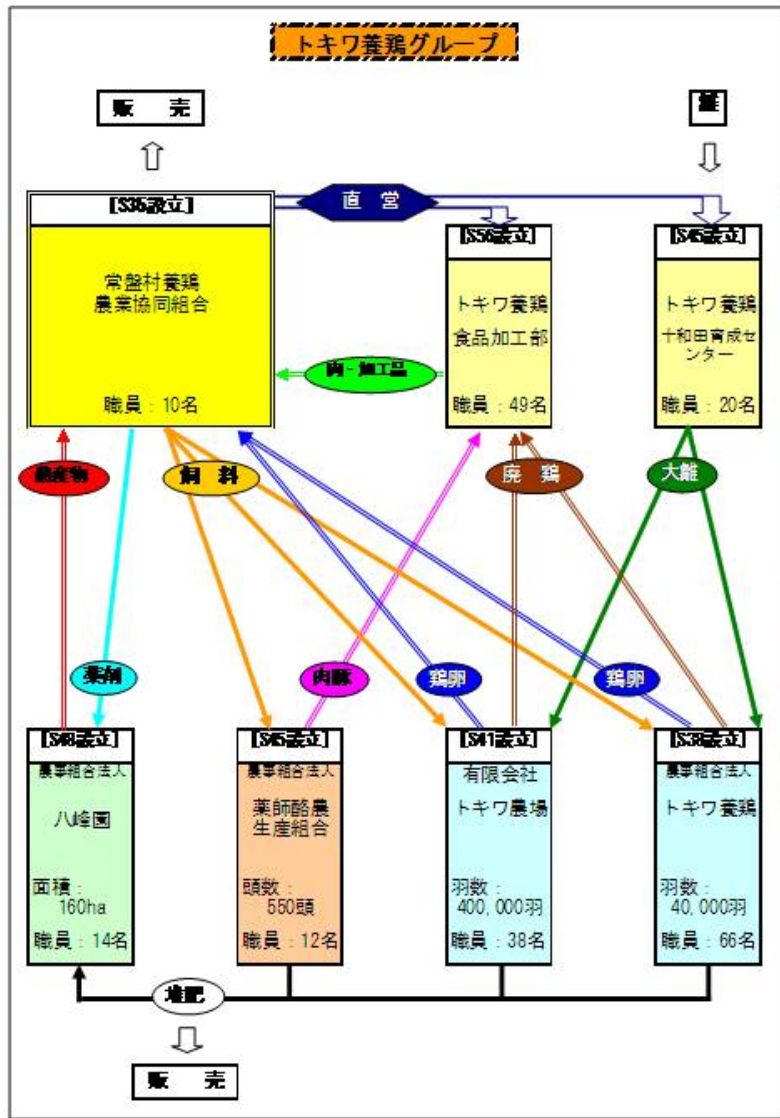 トキワ養鶏グループ
販 売
雛
直 営
[S35設立]
常盤村養鶏
農業協同組合
職員：10名
[S56設立]
トキワ養鶏
食品加工部
職員：49名
[S45設立]
トキワ養鶏
十和田育成セ
ンター
職員：20名
肉・加工品
農産物
飼 料
廃 鶏
大雛
薬剤
肉豚
鶏卵
鶏卵
[S48設立]
農事組合法人
八峰園
面積：
160ha
職員：14名
[S45設立]
農事組合法人
薬師酪農
生産組合
頭数：
550頭
職員：12名
[S41設立]
有限会社
トキワ農場
羽数：
400,000羽
職員：38名
農事組合法人
トキワ養鶏
羽数：
40,000羽
職員：66名
堆肥
販 売